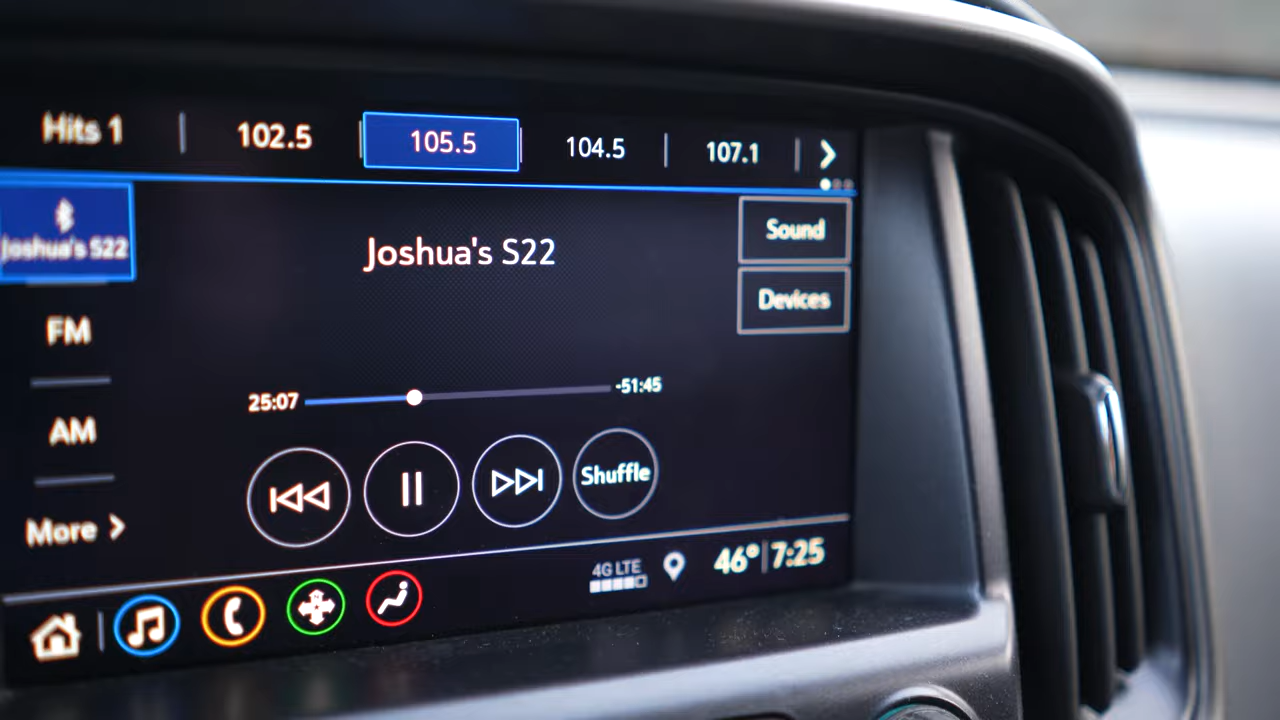 Hits 1 102.5 105.5 104.5 107.1
Joshua's S22
Joshua's S22
Sound
Devices
FM
AM
More
25:07 -51:45
Shuffle
4G LTE
46° 7:25